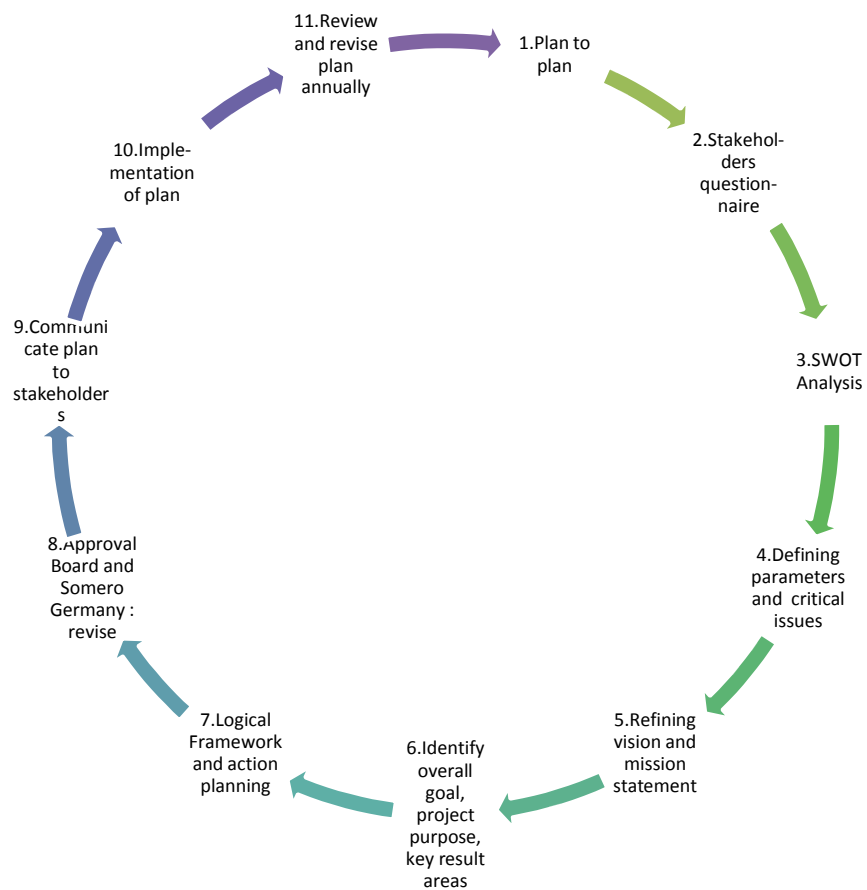 1.Plan to
plan
2.Stakehol-
ders
question-
naire
3.SWOT
Analysis
4.Defining
parameters
and critical
issues
5.Refining
vision and
mission
statement
6.Identify
overall
goal,
project
purpose,
key result
areas
7.Logical
Framework
and action
planning
8.Approval
Board and
Somero
Germany :
revise
9.Communi
cate plan
to
stakeholder
s
10.Imple-
mentation
of plan
11.Review
and revise
plan
annually